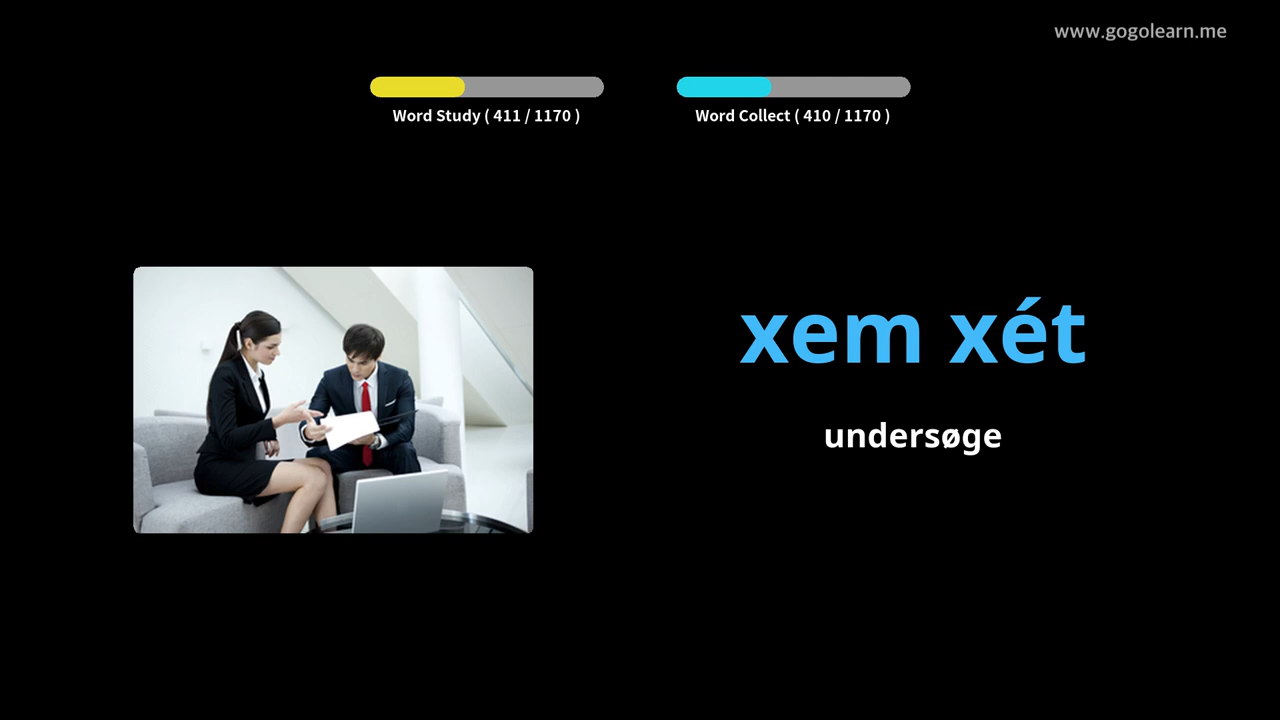 www.gogolearn.me
Word Study ( 411 / 1170 )
Word Collect ( 410 / 1170 )
xem xét
undersøge